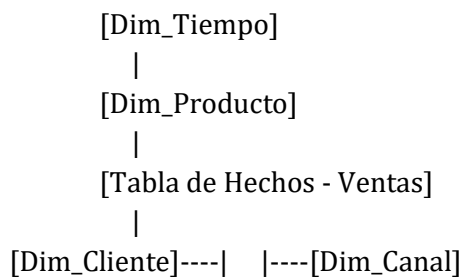 [Dim_Tiempo]
|
[Dim_Producto]
|
[Tabla de Hechos - Ventas]
|
[Dim_Cliente]----| |----[Dim_Canal]